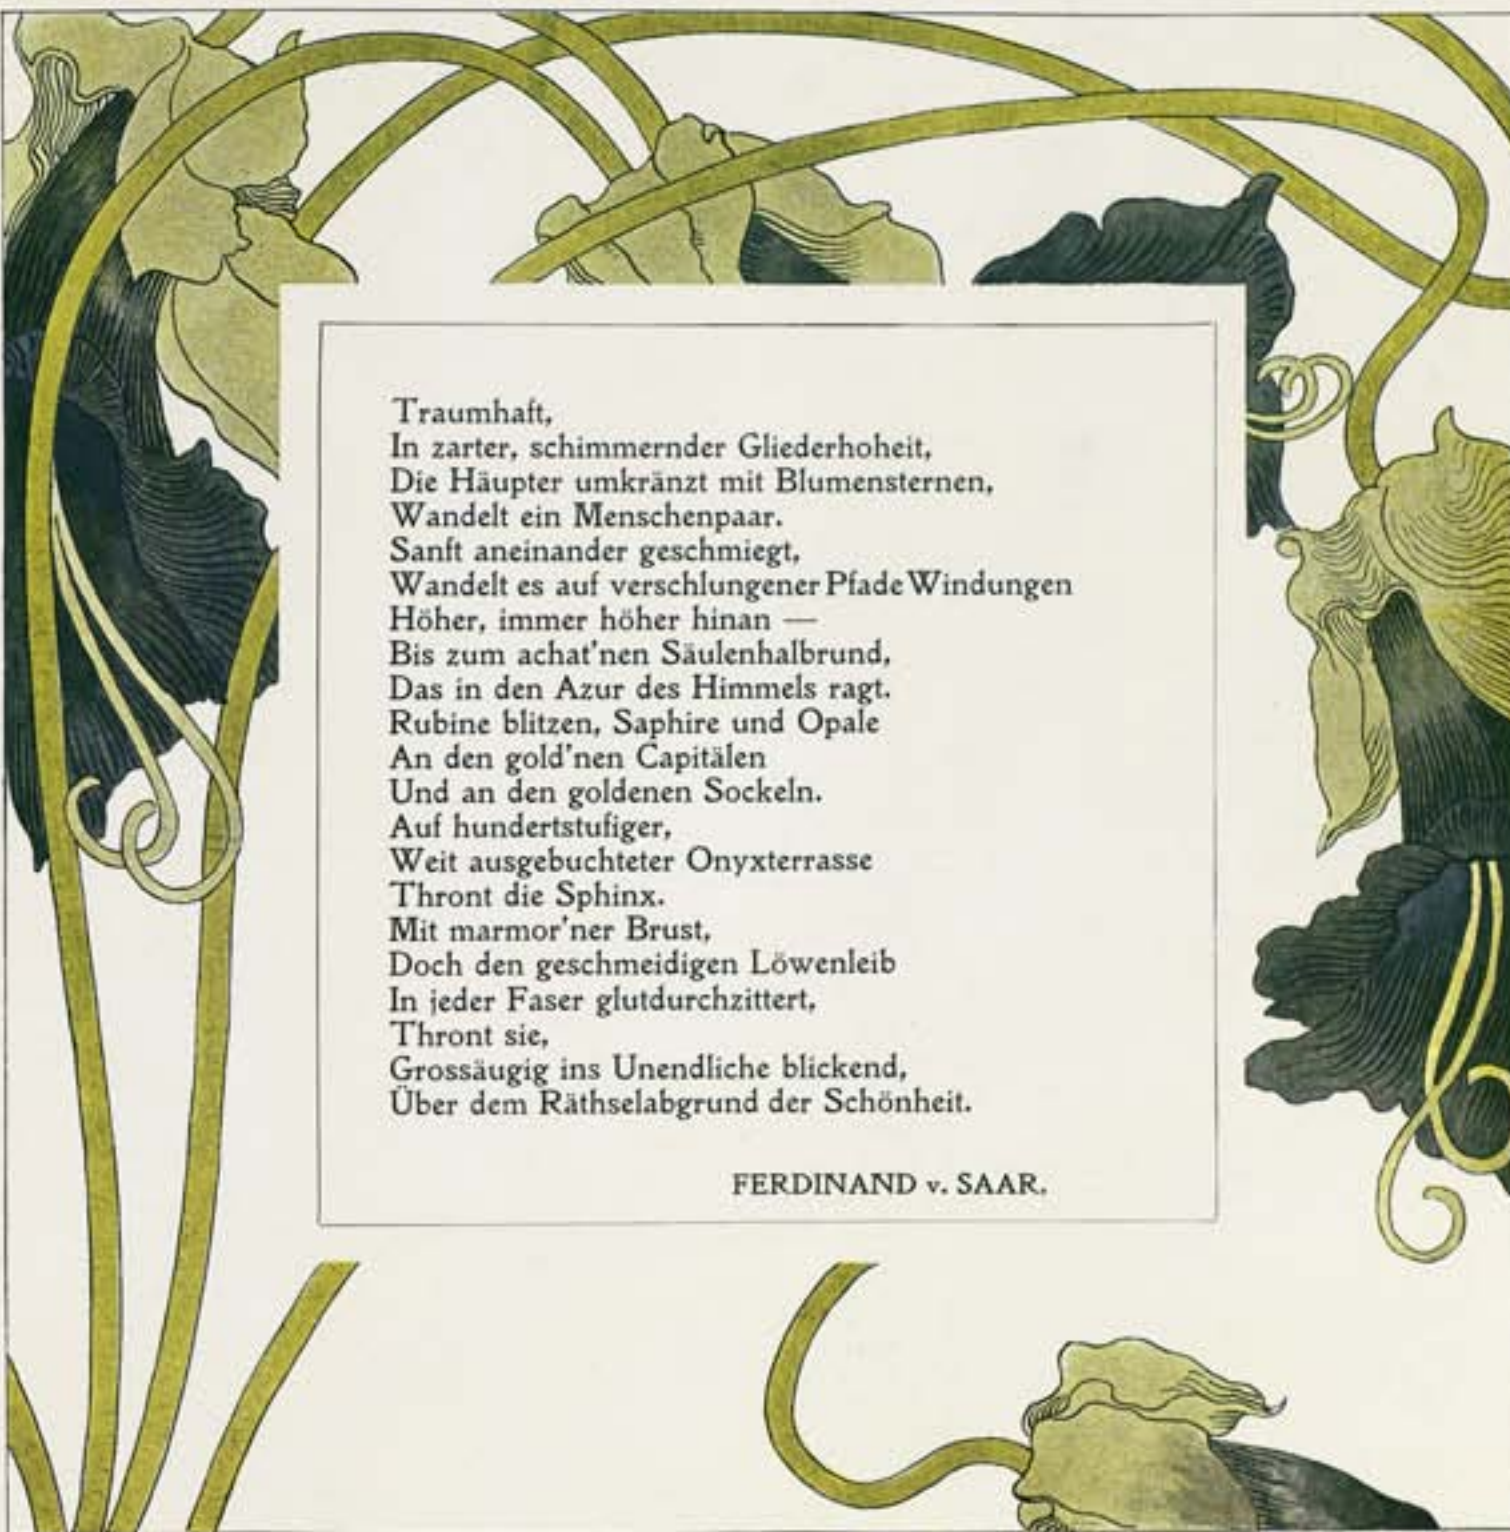 Traumhaft,
In zarter, schimmernder Gliederhoheit,
Die Häupter umkränzt mit Blumensternen,
Wandelt ein Menschenpaar.
Sanft aneinander geschmiegt,
Wandelt es auf verschlungener Pfade Windungen
Höher, immer höher hinan —
Bis zum achat'nen Säulenhalbrund,
Das in den Azur des Himmels ragt.
Rubine blitzen, Saphire und Opale
An den gold'nen Capitälen
Und an den goldenen Sockeln.
Auf hundertstufiger,
Weit ausgebuchteter Onyxterrasse
Thront die Sphinx.
Mit marmor'ner Brust,
Doch den geschmeidigen Löwenleib
In jeder Faser glutdurchzittert,
Thront sie,
Grossäugig ins Unendliche blickend,
Über dem Räthselabgrund der Schönheit.
FERDINAND v. SAAR.